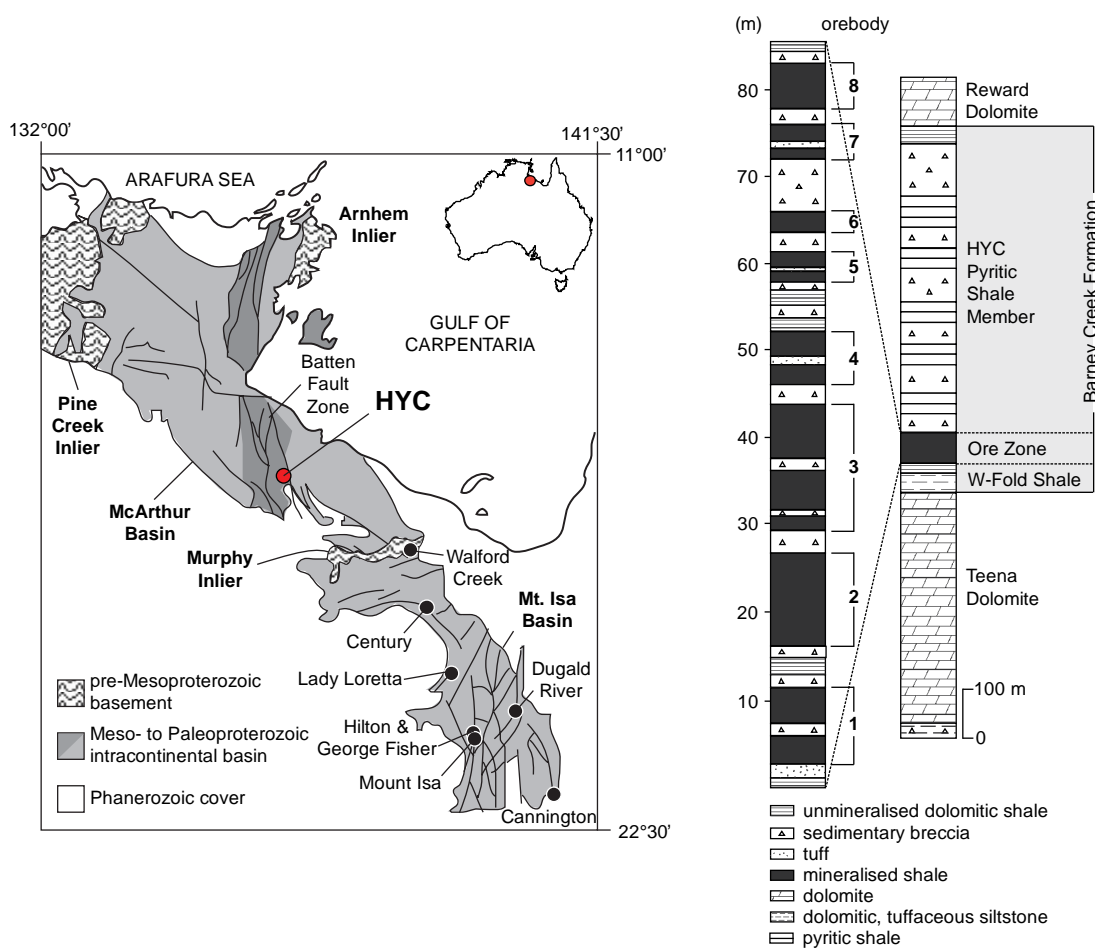 132°00'
141°30'
11°00'
ARAFURA SEA
Arnhem
Inlier
GULF OF
CARPENTARIA
Batten
Fault
Zone
HYC
Pine
Creek
Inlier
McArthur
Basin
Murphy
Inlier
Walford
Creek
Mt. Isa
Basin
Century
Lady Loretta
Dugald
River
Hilton &
George Fisher
Mount Isa
Cannington
22°30'
pre-Mesoproterozoic
basement
Meso- to Paleoproterozoic
intracontinental basin
Phanerozoic cover
(m)
orebody
80
70
60
50
40
30
20
10
8
7
6
5
4
3
2
1
Reward
Dolomite
HYC
Pyritic
Shale
Member
Barney Creek Formation
Ore Zone
W-Fold Shale
Teena
Dolomite
100 m
0
unmineralised dolomitic shale
sedimentary breccia
tuff
mineralised shale
dolomite
dolomitic, tuffaceous siltstone
pyritic shale